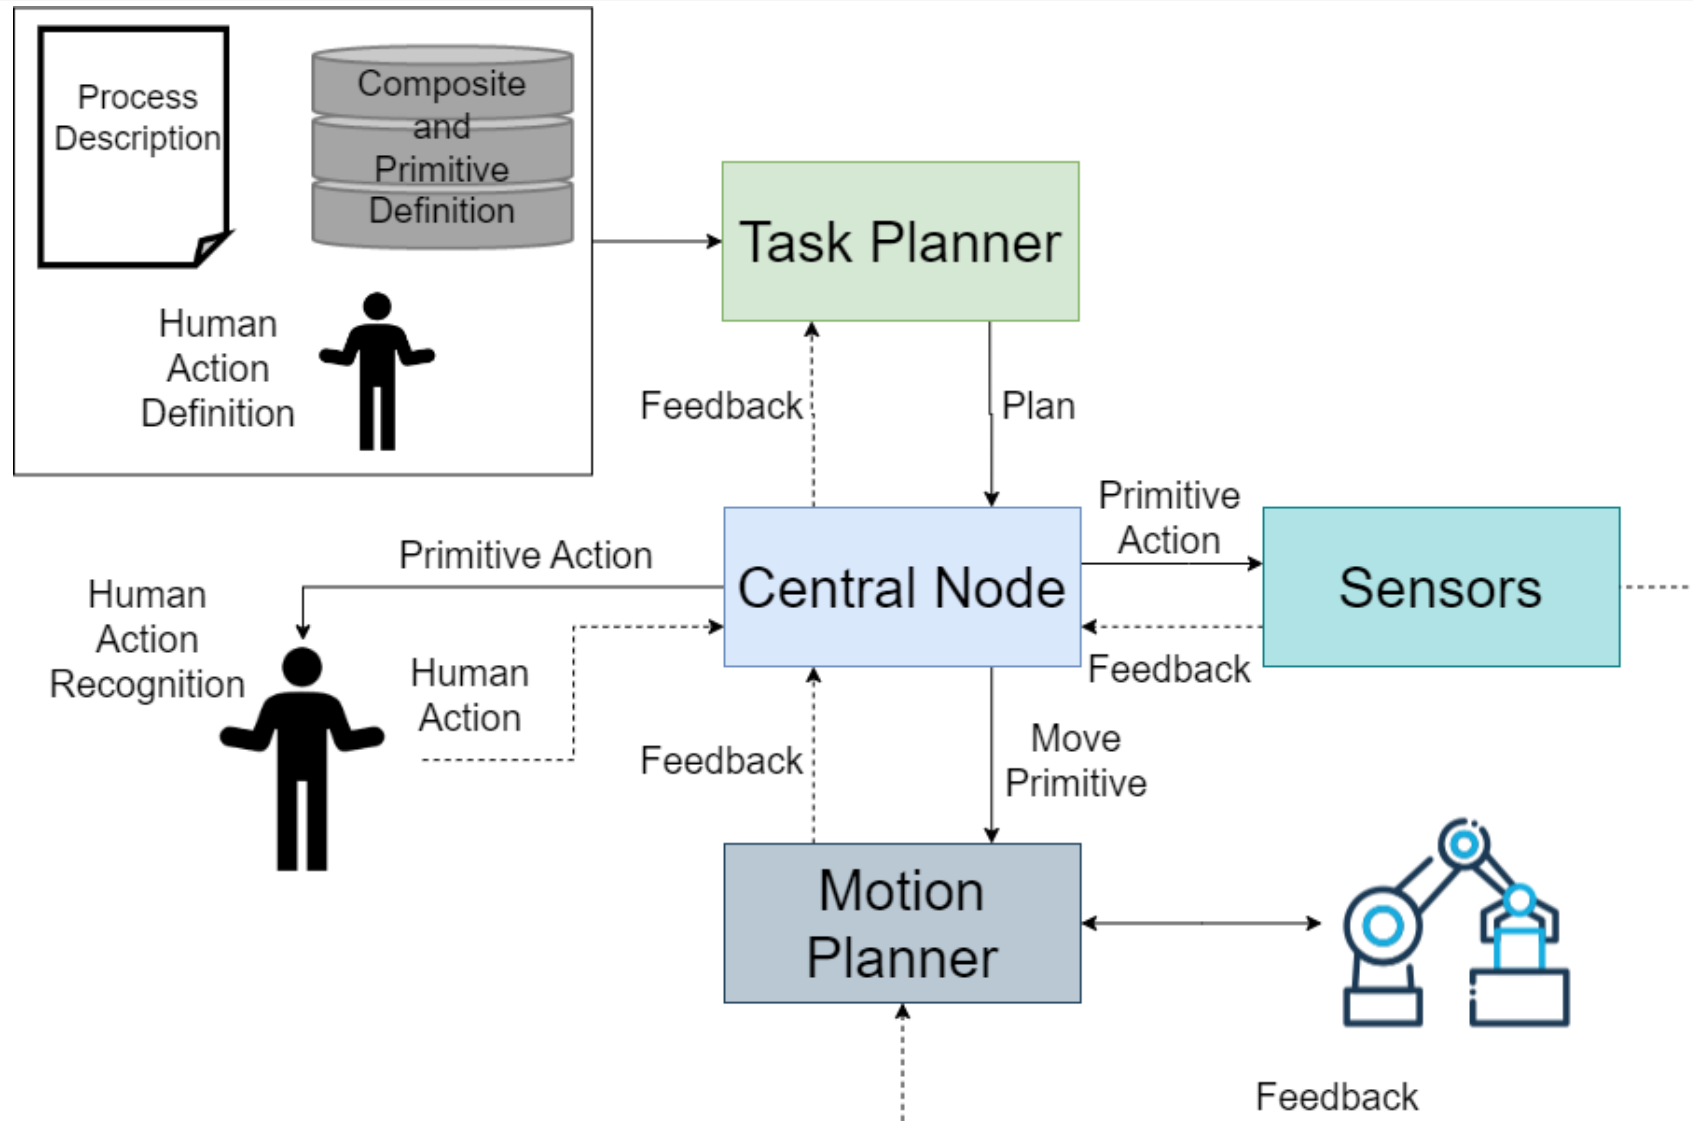 Process
Description
Composite
and
Primitive
Definition
Human
Action
Definition
Task Planner
Feedback
Plan
Primitive
Action
Primitive Action
Central Node
Sensors
Human
Action
Recognition
Human
Action
Feedback
Feedback
Move
Primitive
Motion
Planner
Feedback